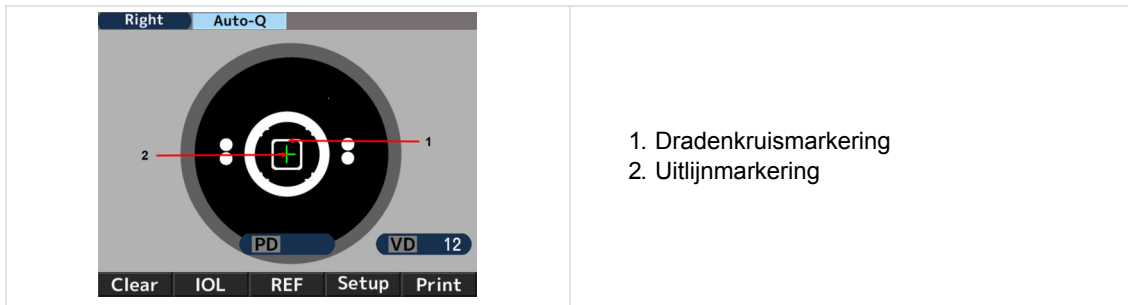 Right Auto-Q
1
2
PD VD 12
Clear IOL REF Setup Print
1. Dradenkruismarkering
2. Uitlijnmarkering